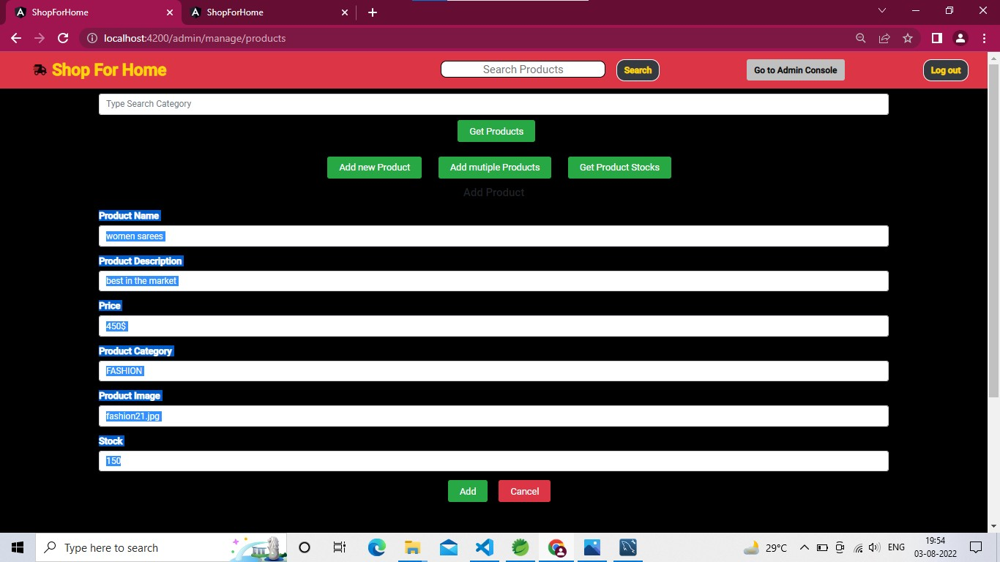 ShopForHome
ShopForHome
localhost:4200/admin/manage/products
Shop For Home
Search Products
Search
Go to Admin Console
Log out
Type Search Category
Get Products
Add new Product
Add mutiple Products
Get Product Stocks
Add Product
Product Name
women sarees
Product Description
best in the market
Price
450$
Product Category
FASHION
Product Image
fashion21.jpg
Stock
150
Add
Cancel
Type here to search
29°C
ENG
19:54
03-08-2022